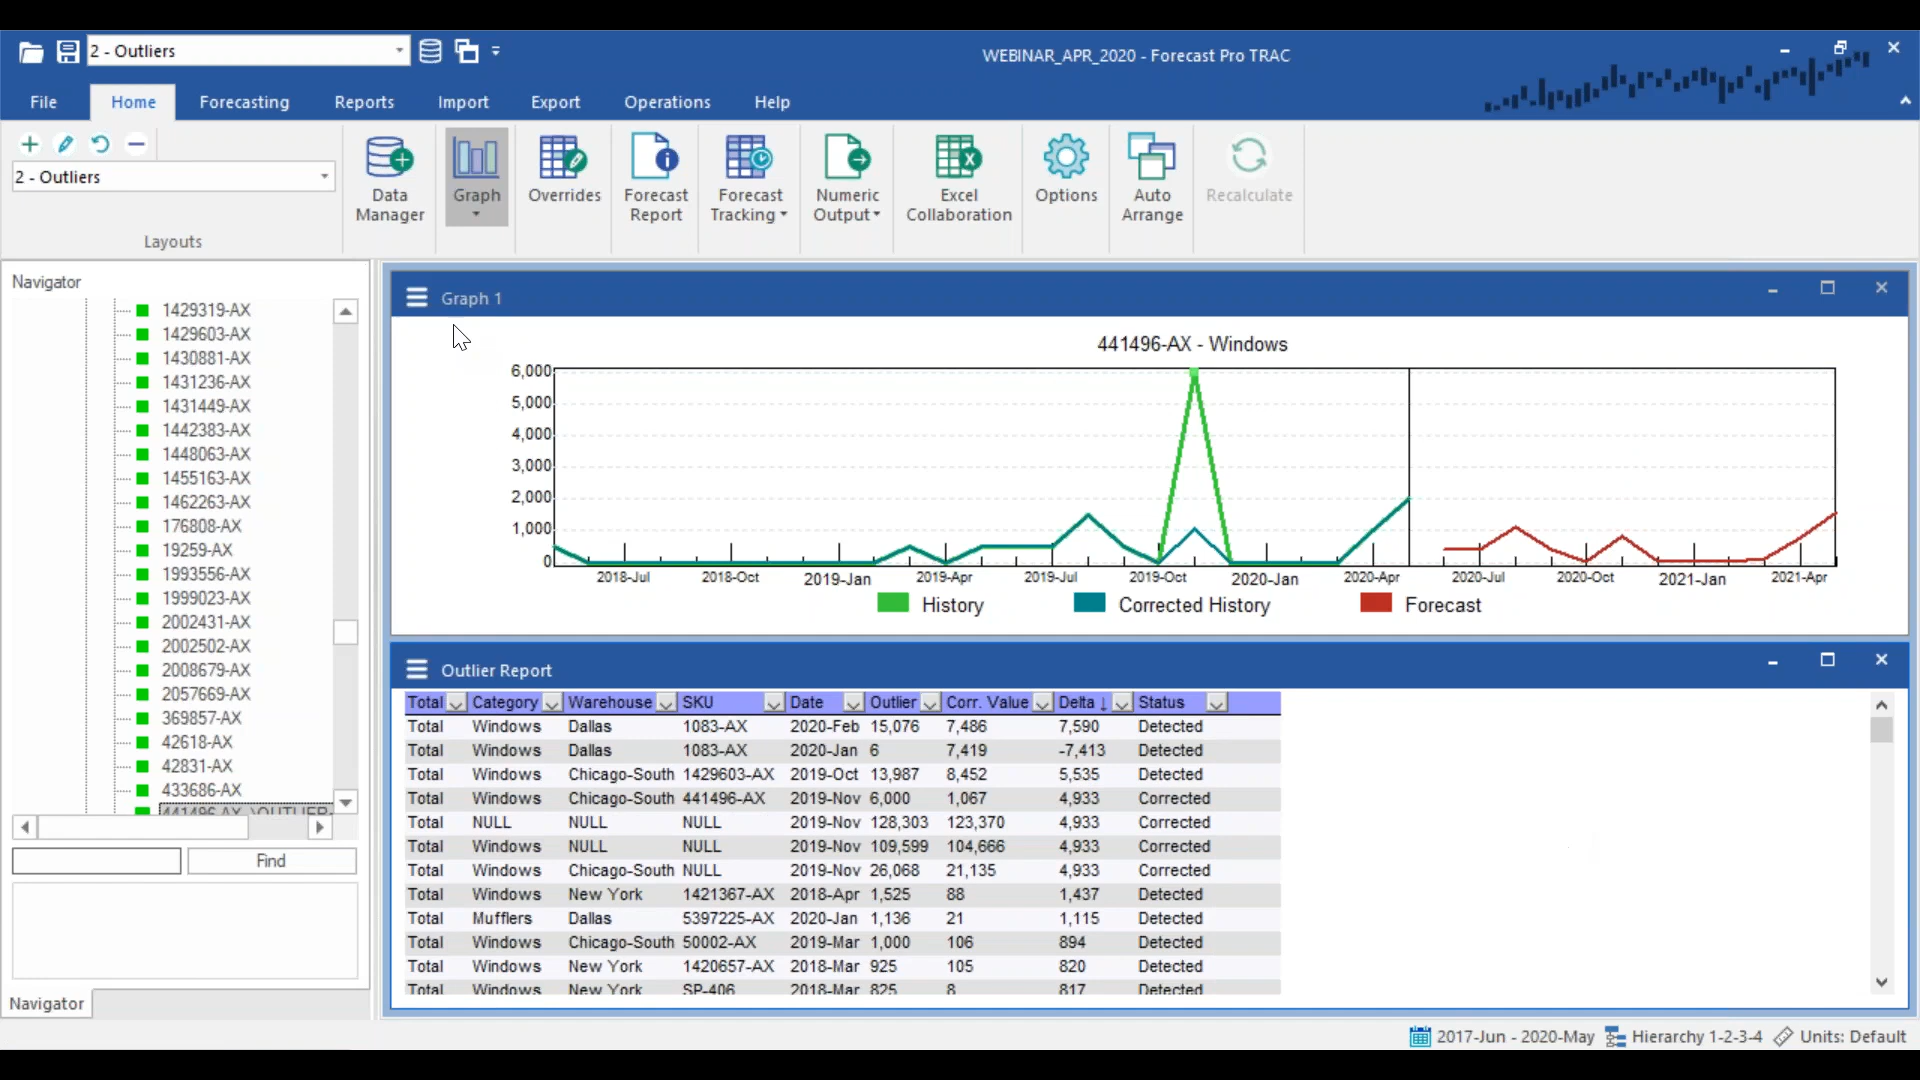 2 - Outliers
WEBINAR_APR_2020 - Forecast Pro TRAC
File Home Forecasting Reports Import Export Operations Help
2 - Outliers
Layouts
Data Manager
Graph
Overrides
Forecast Report
Forecast Tracking
Numeric Output
Excel Collaboration
Options
Auto Arrange
Recalculate
Navigator
1429319-AX
1429603-AX
1430881-AX
1431236-AX
1431449-AX
1442383-AX
1448063-AX
1455163-AX
1462263-AX
176808-AX
19259-AX
1993556-AX
1999023-AX
2002431-AX
2002502-AX
2008679-AX
2057669-AX
369857-AX
42618-AX
42831-AX
433686-AX
441496-AX \OUTLIER-
Find
Navigator
Graph 1
441496-AX - Windows
6,000
5,000
4,000
3,000
2,000
1,000
0
2018-Jul 2018-Oct 2019-Jan 2019-Apr 2019-Jul 2019-Oct 2020-Jan 2020-Apr 2020-Jul 2020-Oct 2021-Jan 2021-Apr
History Corrected History Forecast
Outlier Report
Total Category Warehouse SKU Date Outlier Corr. Value Delta ↓ Status
Total Windows Dallas 1083-AX 2020-Feb 15,076 7,486 7,590 Detected
Total Windows Dallas 1083-AX 2020-Jan 6 7,419 -7,413 Detected
Total Windows Chicago-South 1429603-AX 2019-Oct 13,987 8,452 5,535 Detected
Total Windows Chicago-South 441496-AX 2019-Nov 6,000 1,067 4,933 Corrected
Total NULL NULL NULL 2019-Nov 128,303 123,370 4,933 Corrected
Total Windows NULL NULL 2019-Nov 109,599 104,666 4,933 Corrected
Total Windows Chicago-South NULL 2019-Nov 26,068 21,135 4,933 Corrected
Total Windows New York 1421367-AX 2018-Apr 1,525 88 1,437 Detected
Total Mufflers Dallas 5397225-AX 2020-Jan 1,136 21 1,115 Detected
Total Windows Chicago-South 50002-AX 2019-Mar 1,000 106 894 Detected
Total Windows New York 1420657-AX 2018-Mar 925 105 820 Detected
Total Windows New York SP-406 2018-Mar 825 8 817 Detected
2017-Jun - 2020-May Hierarchy 1-2-3-4 Units: Default